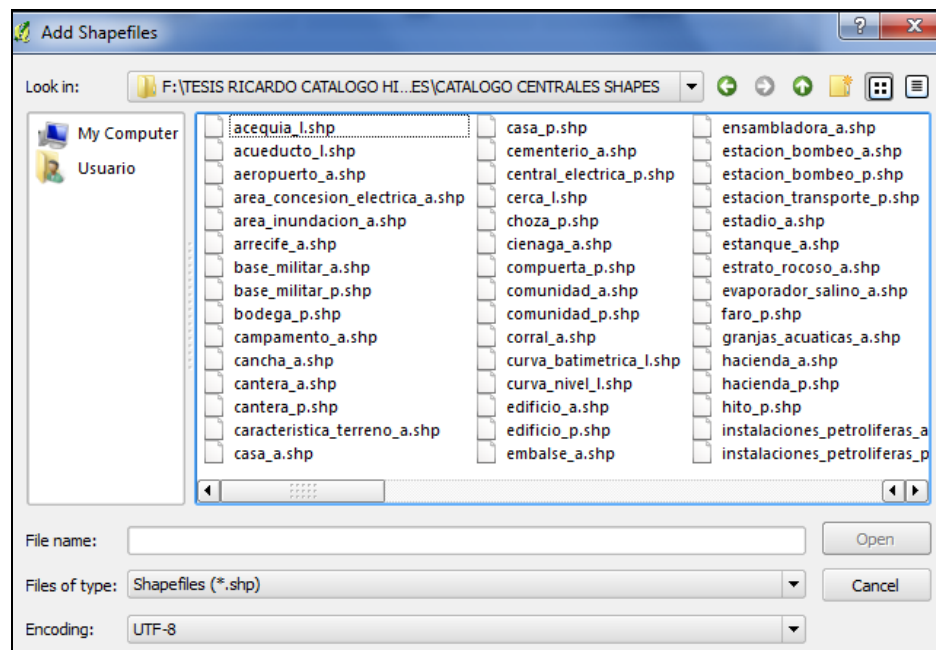 Add Shapefiles
Look in: F:\TESIS RICARDO CATALOGO HI...ES\CATALOGO CENTRALES SHAPES
My Computer
Usuario
acequia_l.shp
acueducto_l.shp
aeropuerto_a.shp
area_concesion_electrica_a.shp
area_inundacion_a.shp
arrecife_a.shp
base_militar_a.shp
base_militar_p.shp
bodega_p.shp
campamento_a.shp
cancha_a.shp
cantera_a.shp
cantera_p.shp
caracteristica_terreno_a.shp
casa_a.shp
casa_p.shp
cementerio_a.shp
central_electrica_p.shp
cerca_l.shp
choza_p.shp
cienaga_a.shp
compuerta_p.shp
comunidad_a.shp
comunidad_p.shp
corral_a.shp
curva_batimetrica_l.shp
curva_nivel_l.shp
edificio_a.shp
edificio_p.shp
embalse_a.shp
ensambladora_a.shp
estacion_bombeo_a.shp
estacion_bombeo_p.shp
estacion_transporte_p.shp
estadio_a.shp
estanque_a.shp
estrato_rocoso_a.shp
evaporador_salino_a.shp
faro_p.shp
granjas_acuaticas_a.shp
hacienda_a.shp
hacienda_p.shp
hito_p.shp
instalaciones_petroliferas_a
instalaciones_petroliferas_p
File name:
Open
Files of type: Shapefiles (*.shp)
Cancel
Encoding: UTF-8